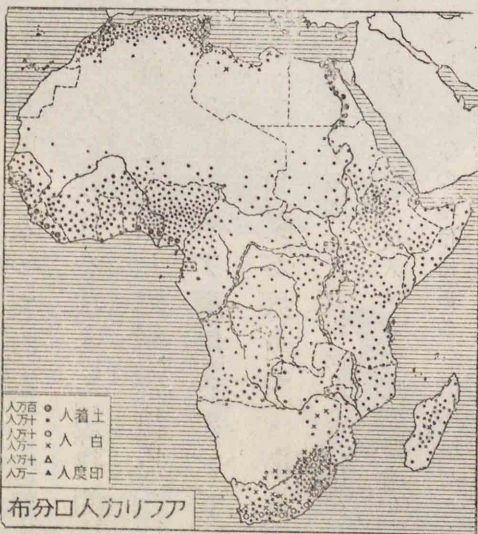 土着人 百万人
十万人
白人 十万人
一万人
印度人 十万人
一万人
アフリカ人口分布